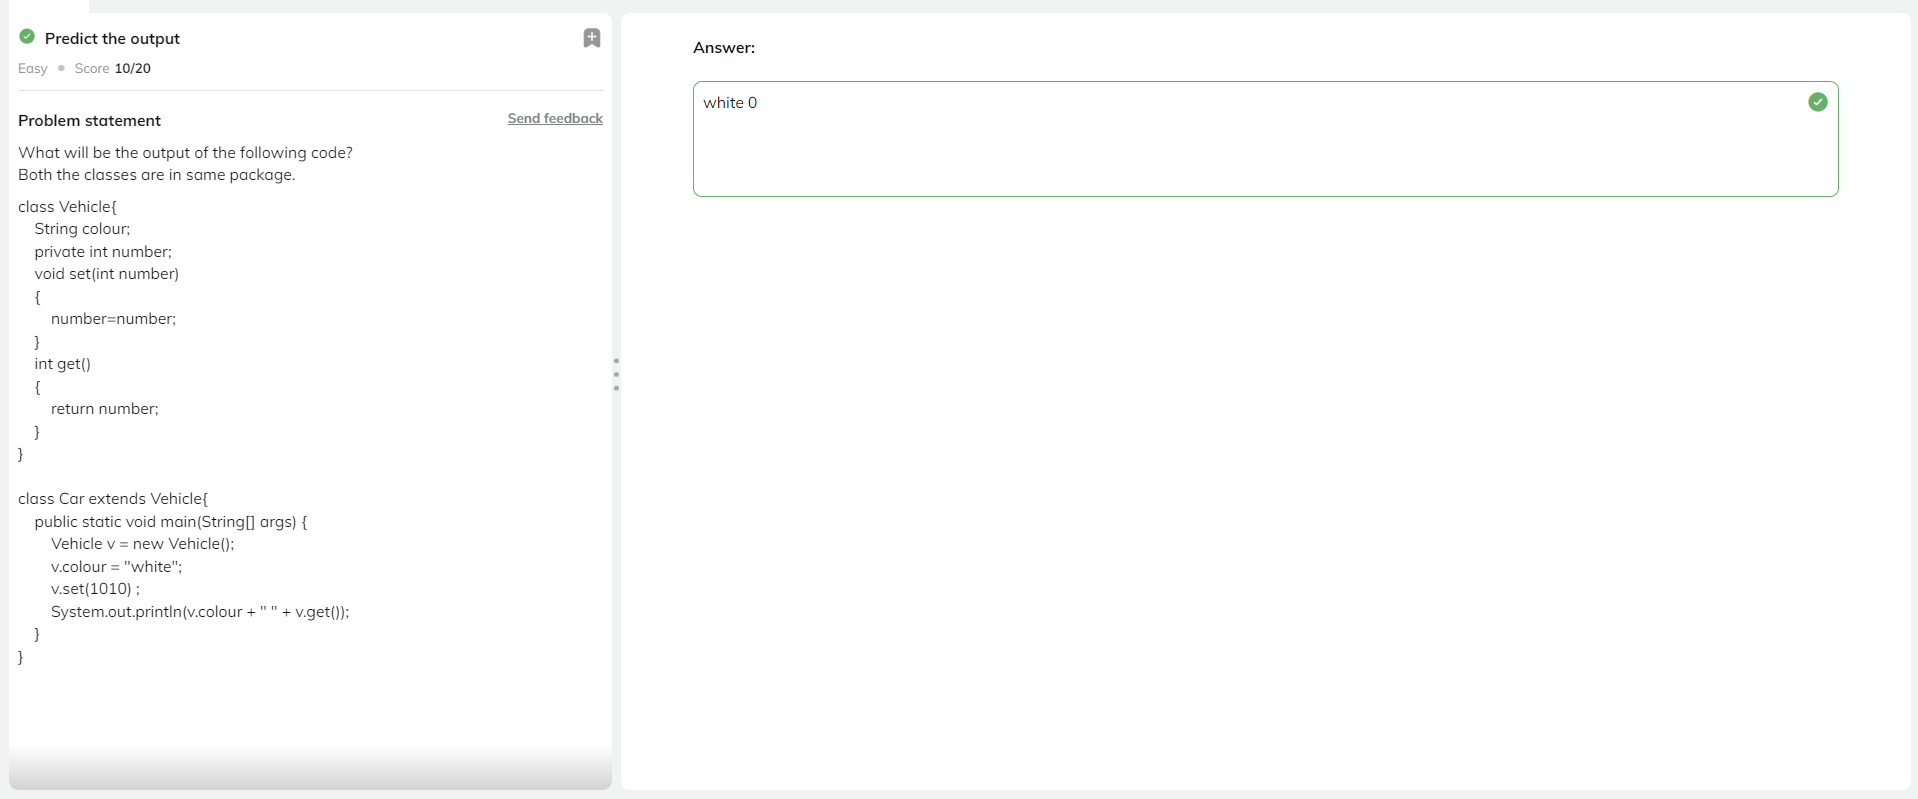 Predict the output
Easy • Score 10/20
Problem statement
Send feedback
What will be the output of the following code?
Both the classes are in same package.
class Vehicle{
    String colour;
    private int number;
    void set(int number)
    {
        number=number;
    }
    int get()
    {
        return number;
    }
}

class Car extends Vehicle{
    public static void main(String[] args) {
        Vehicle v = new Vehicle();
        v.colour = "white";
        v.set(1010) ;
        System.out.println(v.colour + " " + v.get());
    }
}
Answer:
white 0